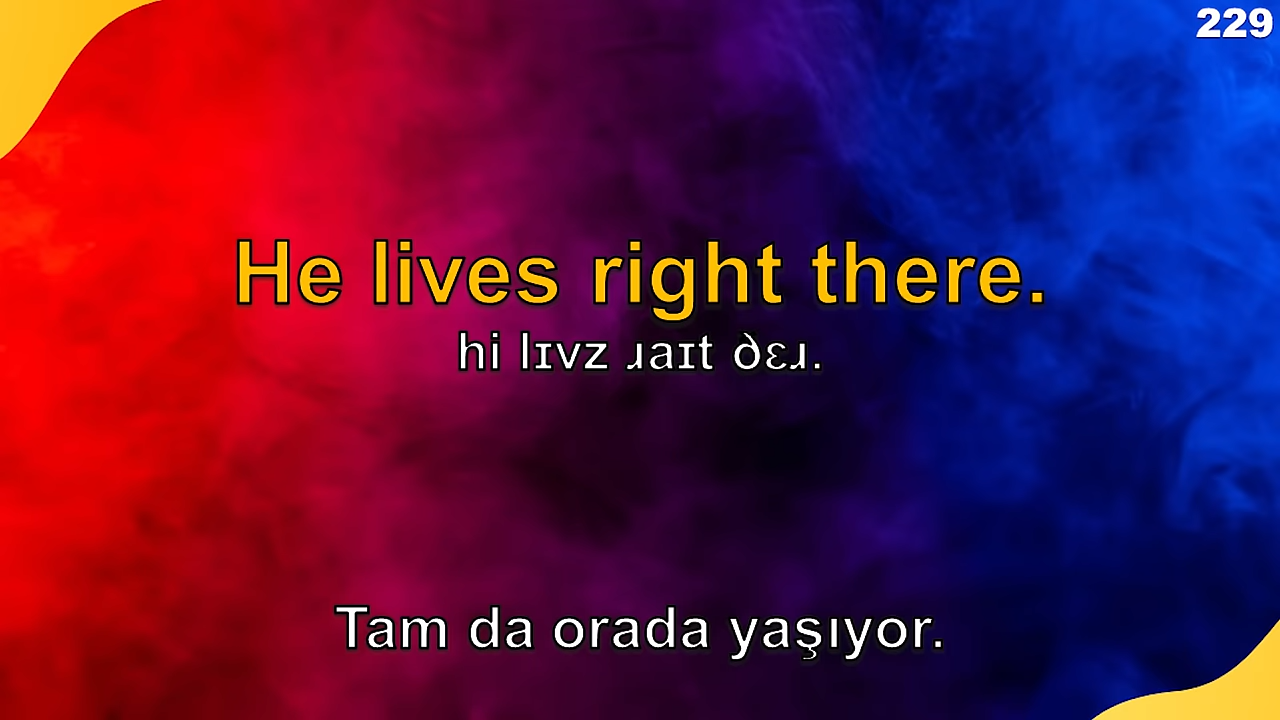 229
He lives right there.
hi lɪvz ɹaɪt ðɛɹ.
Tam da orada yaşıyor.